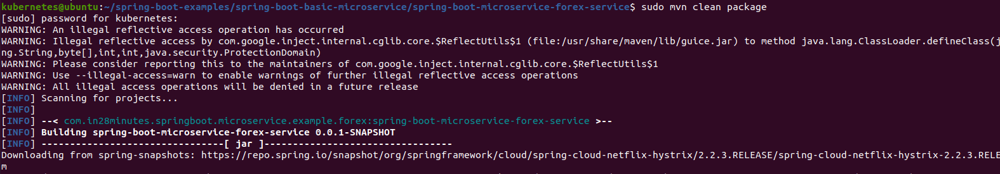 kubernetes@ubuntu:~/spring-boot-examples/spring-boot-basic-microservice/spring-boot-microservice-forex-service$ sudo mvn clean package
[sudo] password for kubernetes:
WARNING: An illegal reflective access operation has occurred
WARNING: Illegal reflective access by com.google.inject.internal.cglib.core.$ReflectUtils$1 (file:/usr/share/maven/lib/guice.jar) to method java.lang.ClassLoader.defineClass(j
ng.String,byte[],int,int,java.security.ProtectionDomain)
WARNING: Please consider reporting this to the maintainers of com.google.inject.internal.cglib.core.$ReflectUtils$1
WARNING: Use --illegal-access=warn to enable warnings of further illegal reflective access operations
WARNING: All illegal access operations will be denied in a future release
[INFO] Scanning for projects...
[INFO]
[INFO] --< com.in28minutes.springboot.microservice.example.forex:spring-boot-microservice-forex-service >--
[INFO] Building spring-boot-microservice-forex-service 0.0.1-SNAPSHOT
[INFO] --------------------------------[ jar ]---------------------------------
Downloading from spring-snapshots: https://repo.spring.io/snapshot/org/springframework/cloud/spring-cloud-netflix-hystrix/2.2.3.RELEASE/spring-cloud-netflix-hystrix-2.2.3.RELE
m